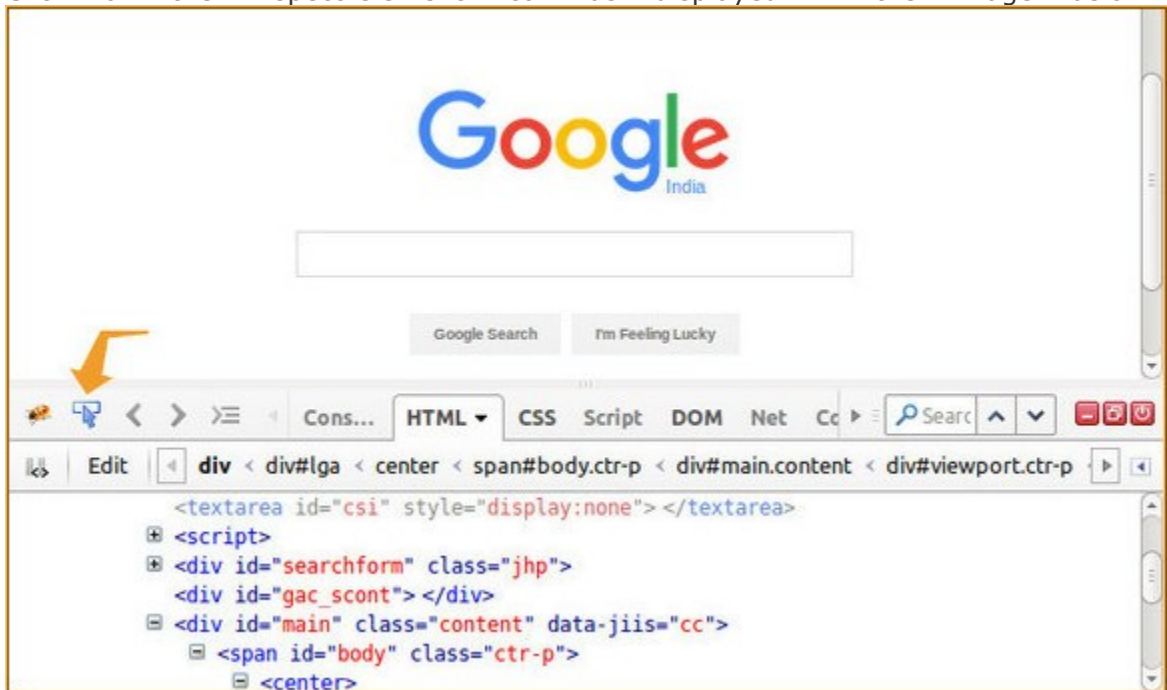 Google
India
Google Search I'm Feeling Lucky
Cons... HTML CSS Script DOM Net Searc
Edit div < div#lga < center < span#body.ctr-p < div#main.content < div#viewport.ctr-p
<textarea id="csi" style="display:none"> </textarea>
<script>
<div id="searchform" class="jhp">
<div id="gac_scont"> </div>
<div id="main" class="content" data-jiis="cc">
<span id="body" class="ctr-p">
<center>